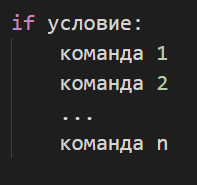 if условие:
    команда 1
    команда 2
    ...
    команда n